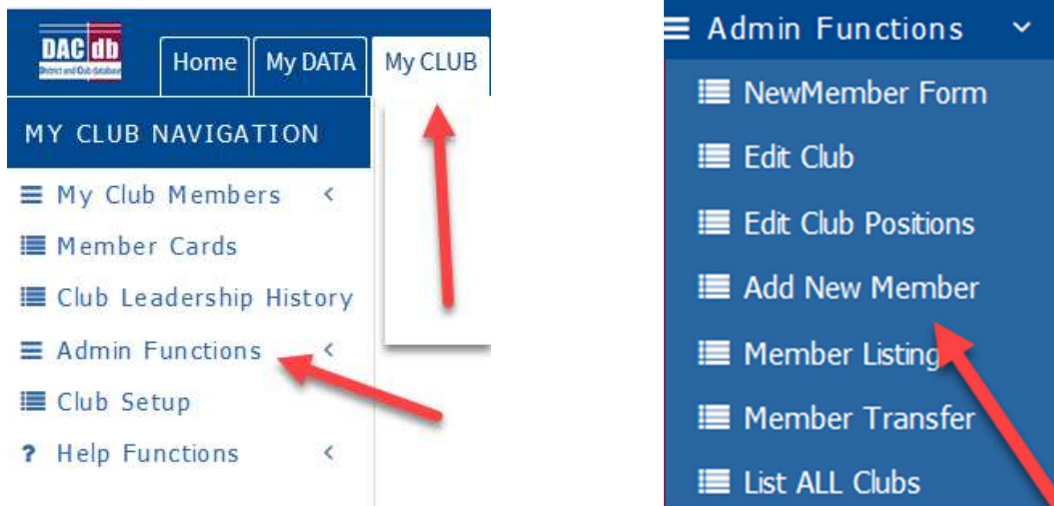 DAC db
District and Club database
Home
My DATA
My CLUB
MY CLUB NAVIGATION
My Club Members
Member Cards
Club Leadership History
Admin Functions
Club Setup
? Help Functions
Admin Functions
NewMember Form
Edit Club
Edit Club Positions
Add New Member
Member Listing
Member Transfer
List ALL Clubs